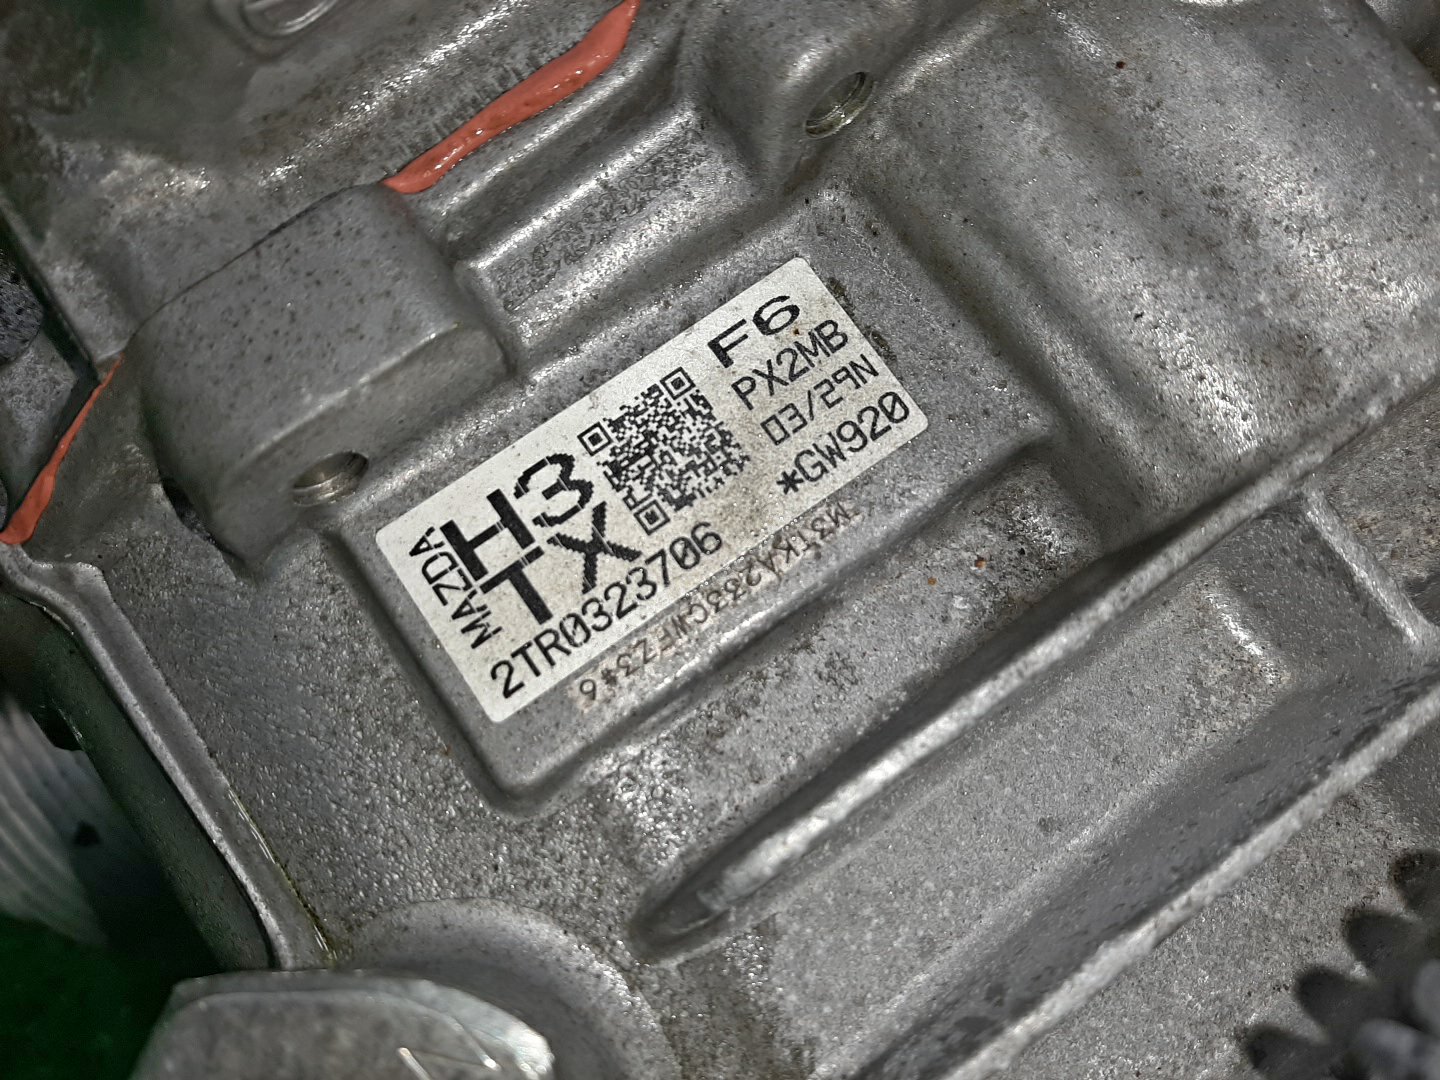 MAZDA
H3
TX
2TR0323706
F6
PX2MB
03/29N
*GW920